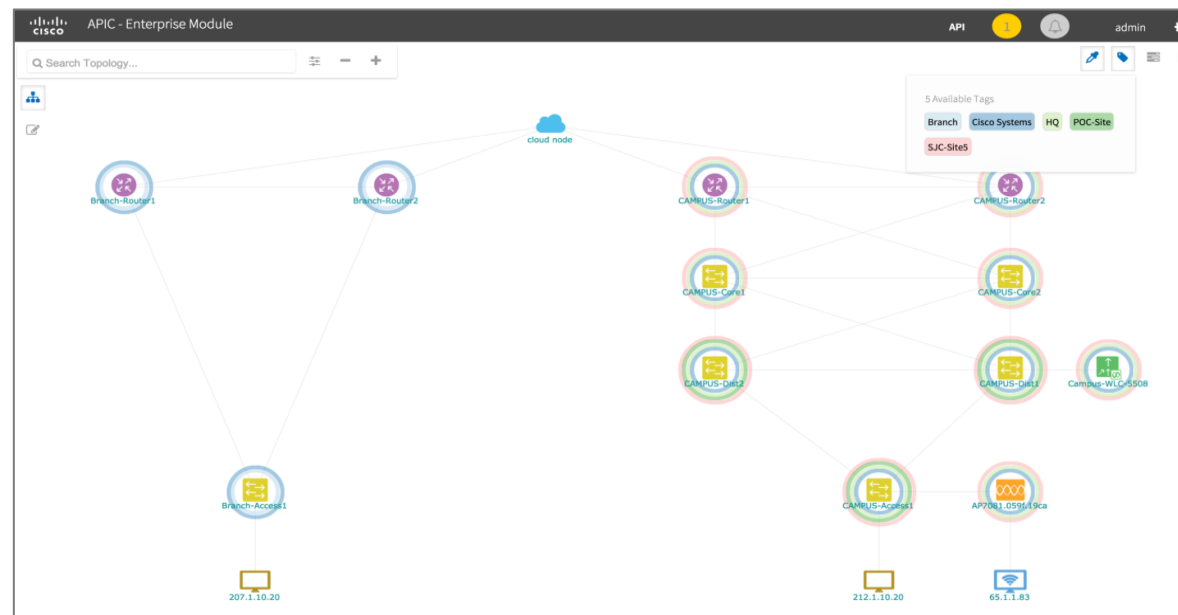 CISCO APIC - Enterprise Module API 1 admin
Search Topology...
5 Available Tags
Branch Cisco Systems HQ POC-Site
SJC-Site5
cloud node
Branch-Router1 Branch-Router2 CAMPUS-Router1 CAMPUS-Router2
CAMPUS-Core1 CAMPUS-Core2
CAMPUS-Dist2 CAMPUS-Dist1 Campus-WLC-5508
Branch-Access1 CAMPUS-Access1 AP7081.059f.19ca
207.1.10.20 212.1.10.20 65.1.1.83